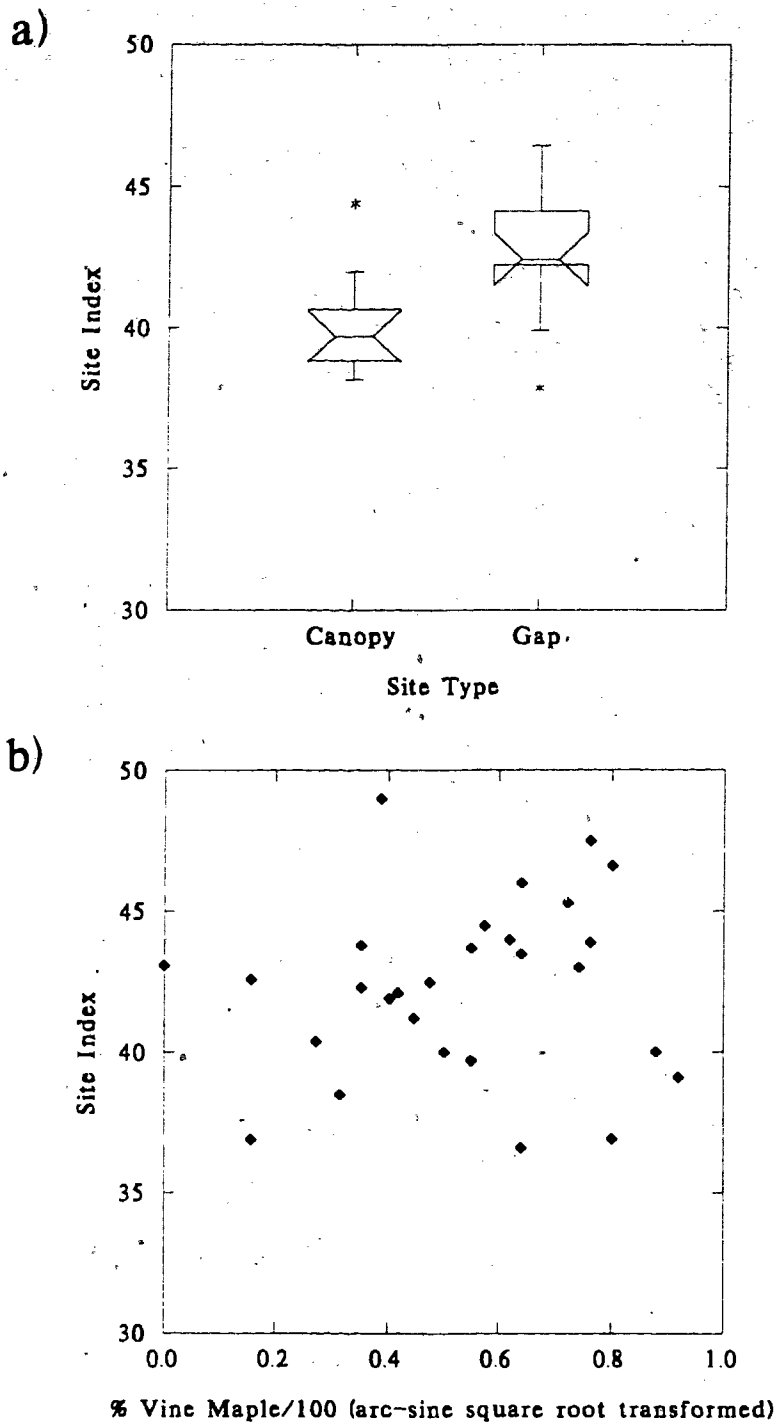 a)
50
45
40
35
30
Site Index
Canopy Gap
Site Type
b)
50
45
40
35
30
Site Index
0.0 0.2 0.4 0.6 0.8 1.0
% Vine Maple/100 (arc-sine square root transformed)